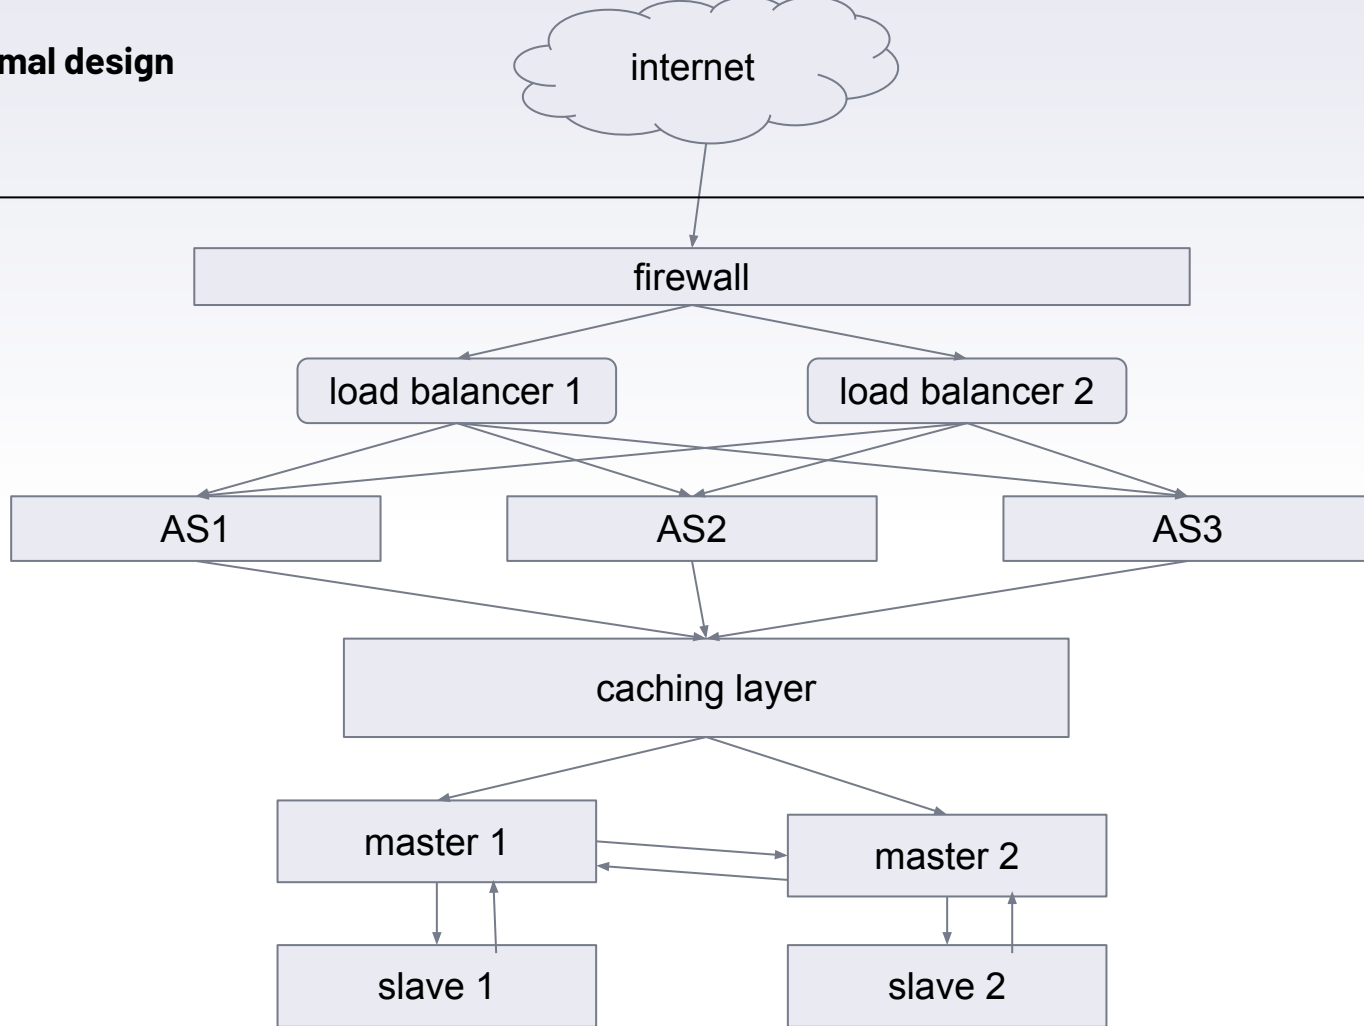 mal design
internet
firewall
load balancer 1
load balancer 2
AS1
AS2
AS3
caching layer
master 1
master 2
slave 1
slave 2